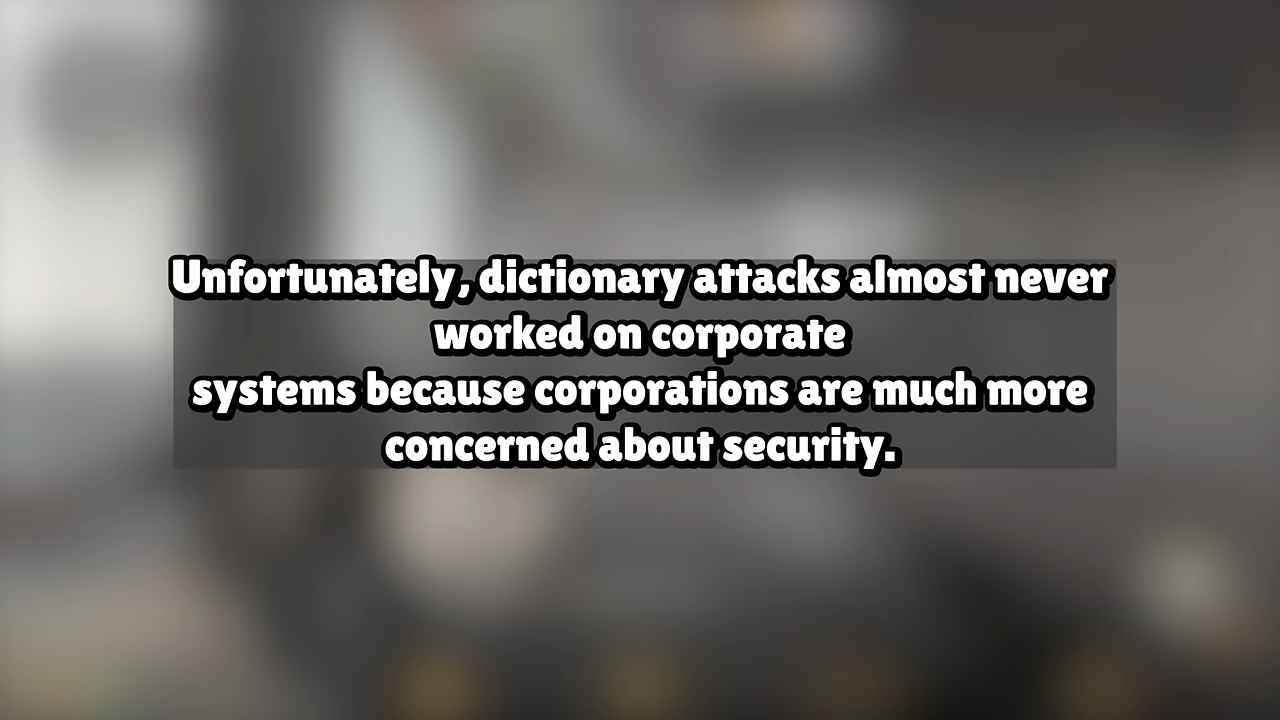 Unfortunately, dictionary attacks almost never
worked on corporate
systems because corporations are much more
concerned about security.